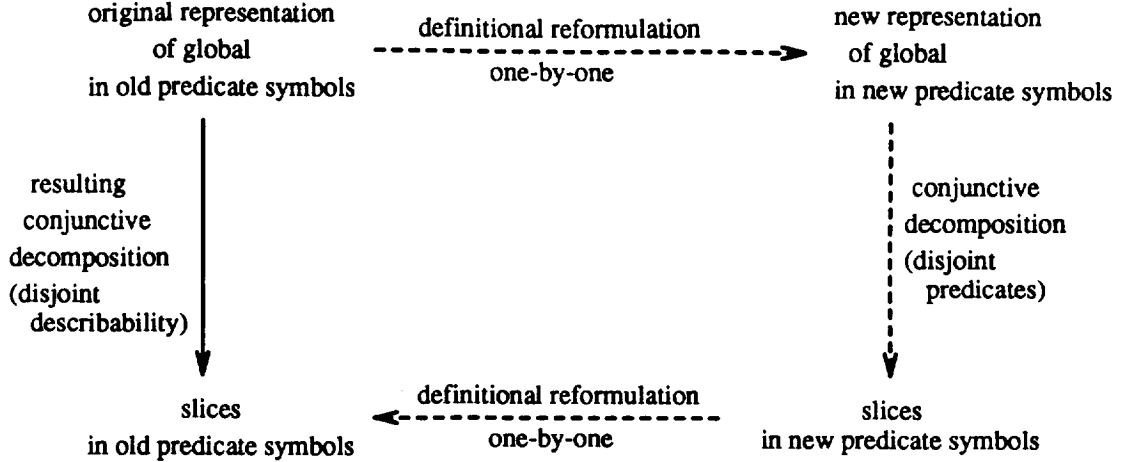 original representation
of global
in old predicate symbols
definitional reformulation
one-by-one
new representation
of global
in new predicate symbols
resulting
conjunctive
decomposition
(disjoint
describability)
conjunctive
decomposition
(disjoint
predicates)
slices
in old predicate symbols
definitional reformulation
one-by-one
slices
in new predicate symbols